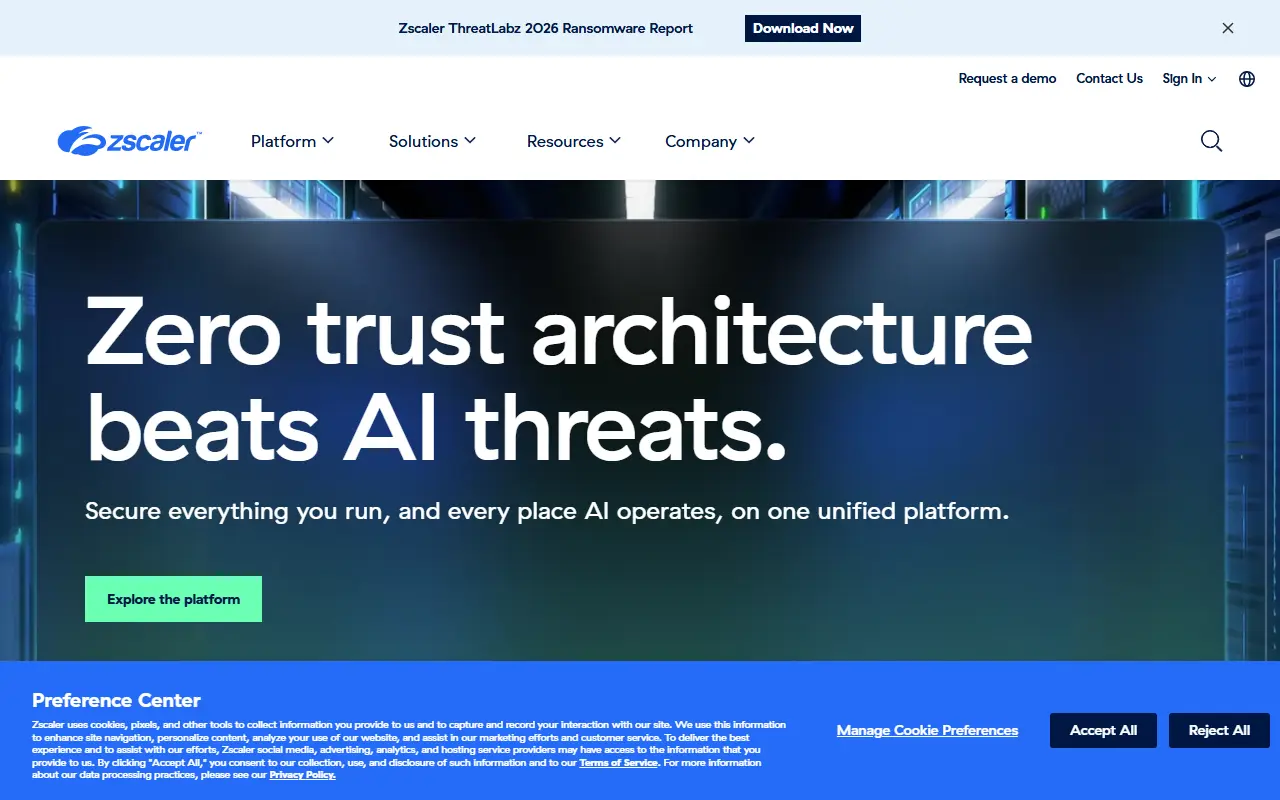 Zscaler ThreatLabz 2026 Ransomware Report
Download Now
Request a demo
Contact Us
Sign In
zscaler™
Platform
Solutions
Resources
Company
Zero trust architecture
beats AI threats.
Secure everything you run, and every place AI operates, on one unified platform.
Explore the platform
Preference Center
Zscaler uses cookies, pixels, and other tools to collect information you provide to us and to capture and record your interaction with our site. We use this information
to enhance site navigation, personalize content, analyze your use of our website, and assist in our marketing efforts and customer service. To deliver the best
experience and to assist with our efforts, Zscaler social media, advertising, analytics, and hosting service providers may have access to the information that you
provide to us. By clicking "Accept All," you consent to our collection, use, and disclosure of such information and to our Terms of Service. For more information
about our data processing practices, please see our Privacy Policy.
Manage Cookie Preferences
Accept All
Reject All